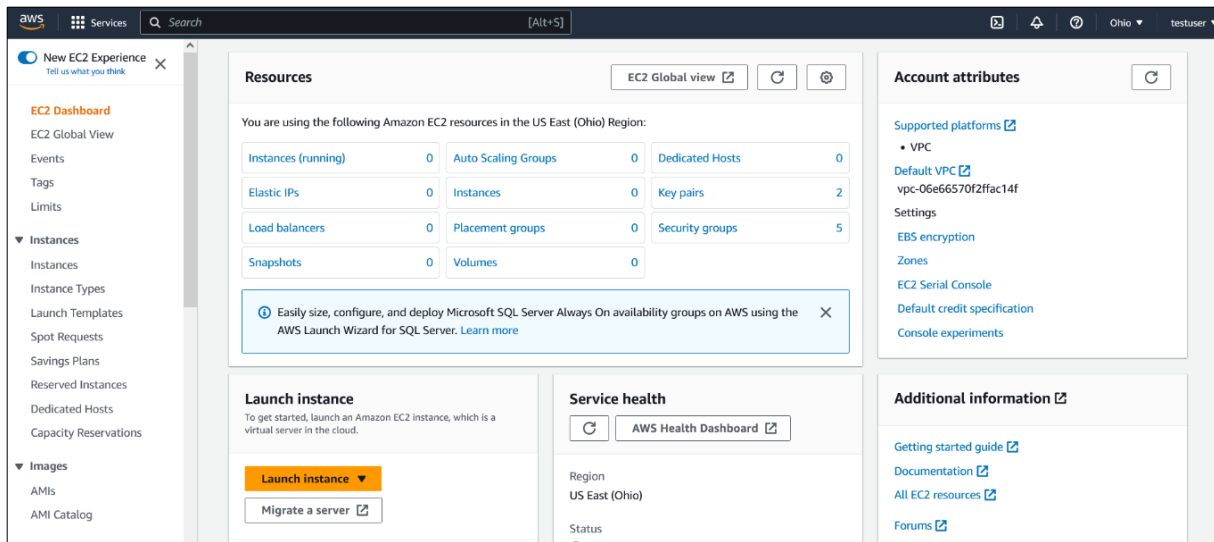 aws
Services
Search
[Alt+S]
Ohio ▼
testuser
New EC2 Experience
Tell us what you think
EC2 Dashboard
EC2 Global View
Events
Tags
Limits
▼ Instances
Instances
Instance Types
Launch Templates
Spot Requests
Savings Plans
Reserved Instances
Dedicated Hosts
Capacity Reservations
▼ Images
AMIs
AMI Catalog
Resources
EC2 Global view
You are using the following Amazon EC2 resources in the US East (Ohio) Region:
Instances (running) 0 Auto Scaling Groups 0 Dedicated Hosts 0
Elastic IPs 0 Instances 0 Key pairs 2
Load balancers 0 Placement groups 0 Security groups 5
Snapshots 0 Volumes 0
Easily size, configure, and deploy Microsoft SQL Server Always On availability groups on AWS using the
AWS Launch Wizard for SQL Server. Learn more
Launch instance
To get started, launch an Amazon EC2 instance, which is a
virtual server in the cloud.
Launch instance ▼
Migrate a server
Service health
AWS Health Dashboard
Region
US East (Ohio)
Status
Account attributes
Supported platforms
• VPC
Default VPC
vpc-06e66570f2ffac14f
Settings
EBS encryption
Zones
EC2 Serial Console
Default credit specification
Console experiments
Additional information
Getting started guide
Documentation
All EC2 resources
Forums